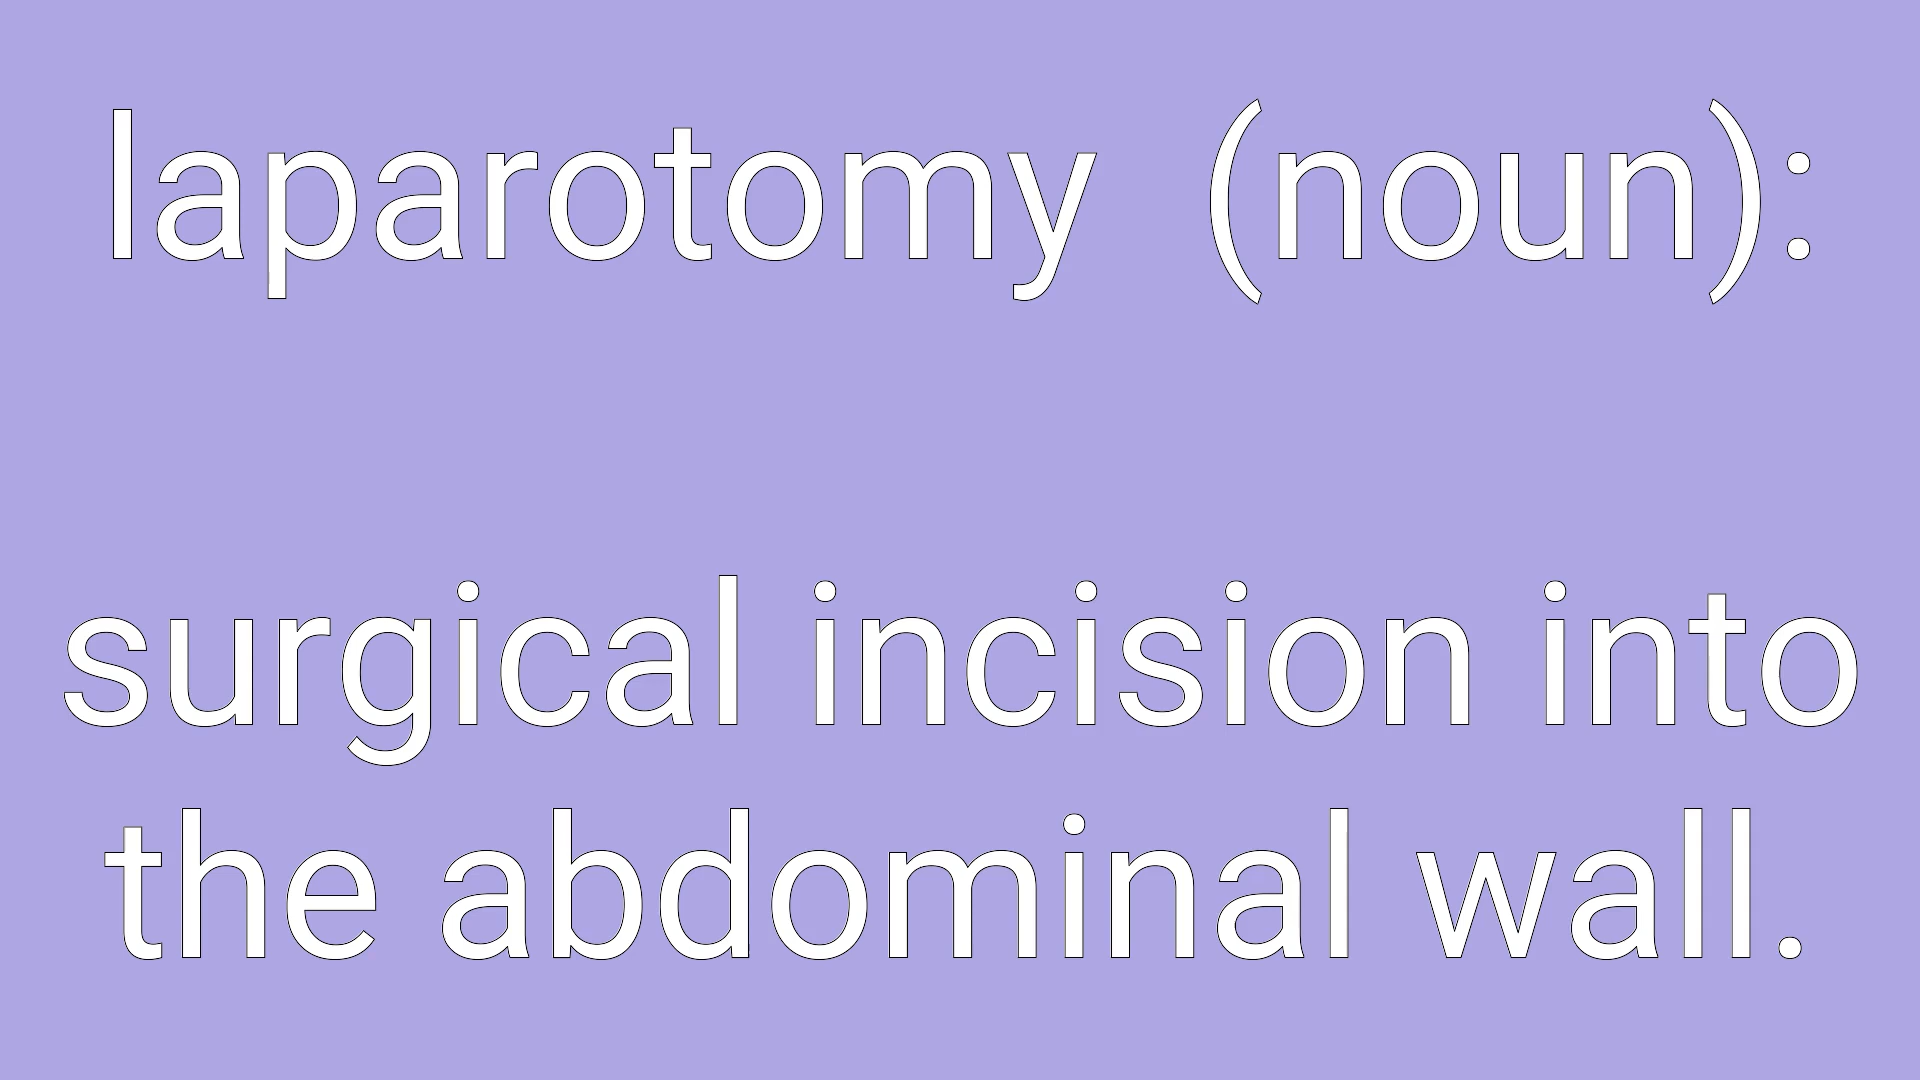 laparotomy  (noun):
surgical incision into
the abdominal wall.